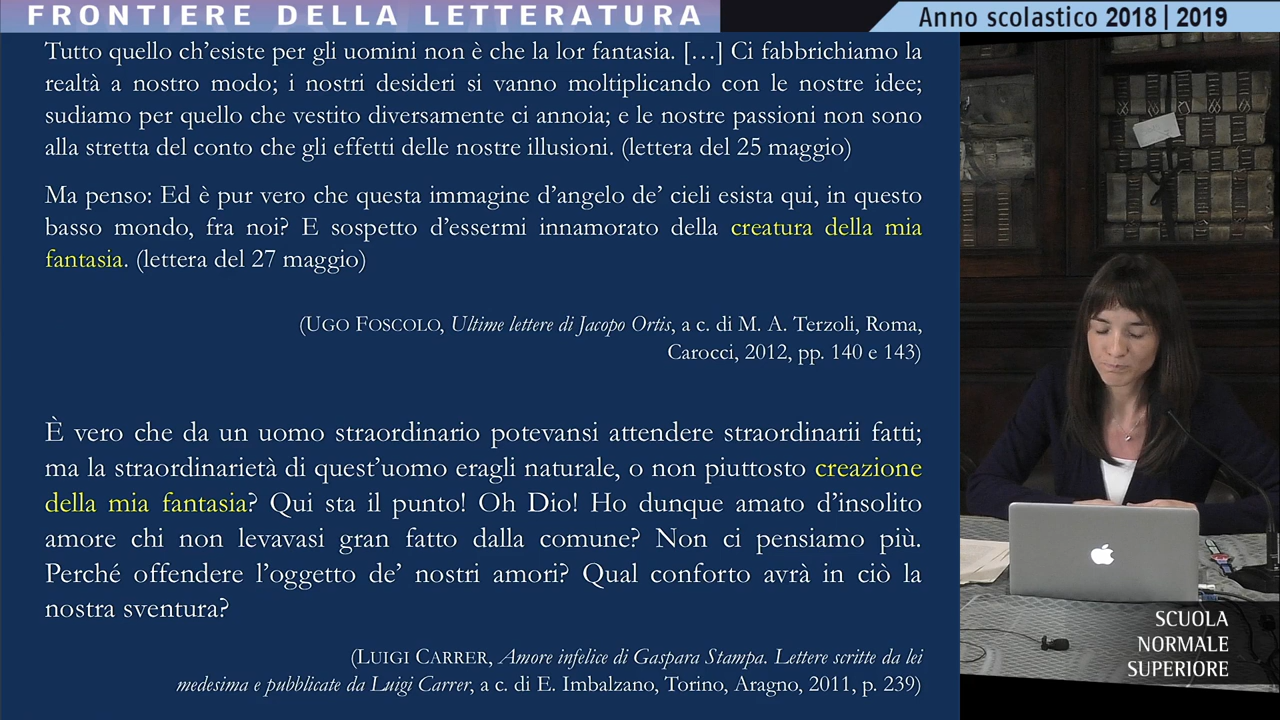 FRONTIERE DELLA LETTERATURA
Anno scolastico 2018 | 2019
Tutto quello ch’esiste per gli uomini non è che la lor fantasia. […] Ci fabbrichiamo la
realtà a nostro modo; i nostri desideri si vanno moltiplicando con le nostre idee;
sudiamo per quello che vestito diversamente ci annoia; e le nostre passioni non sono
alla stretta del conto che gli effetti delle nostre illusioni. (lettera del 25 maggio)
Ma penso: Ed è pur vero che questa immagine d’angelo de’ cieli esista qui, in questo
basso mondo, fra noi? E sospetto d’essermi innamorato della creatura della mia
fantasia. (lettera del 27 maggio)
(UGO FOSCOLO, Ultime lettere di Jacopo Ortis, a c. di M. A. Terzoli, Roma,
Carocci, 2012, pp. 140 e 143)
È vero che da un uomo straordinario potevansi attendere straordinarii fatti;
ma la straordinarietà di quest’uomo eragli naturale, o non piuttosto creazione
della mia fantasia? Qui sta il punto! Oh Dio! Ho dunque amato d’insolito
amore chi non levavasi gran fatto dalla comune? Non ci pensiamo più.
Perché offendere l’oggetto de’ nostri amori? Qual conforto avrà in ciò la
nostra sventura?
(LUIGI CARRER, Amore infelice di Gaspara Stampa. Lettere scritte da lei
medesima e pubblicate da Luigi Carrer, a c. di E. Imbalzano, Torino, Aragno, 2011, p. 239)
SCUOLA
NORMALE
SUPERIORE